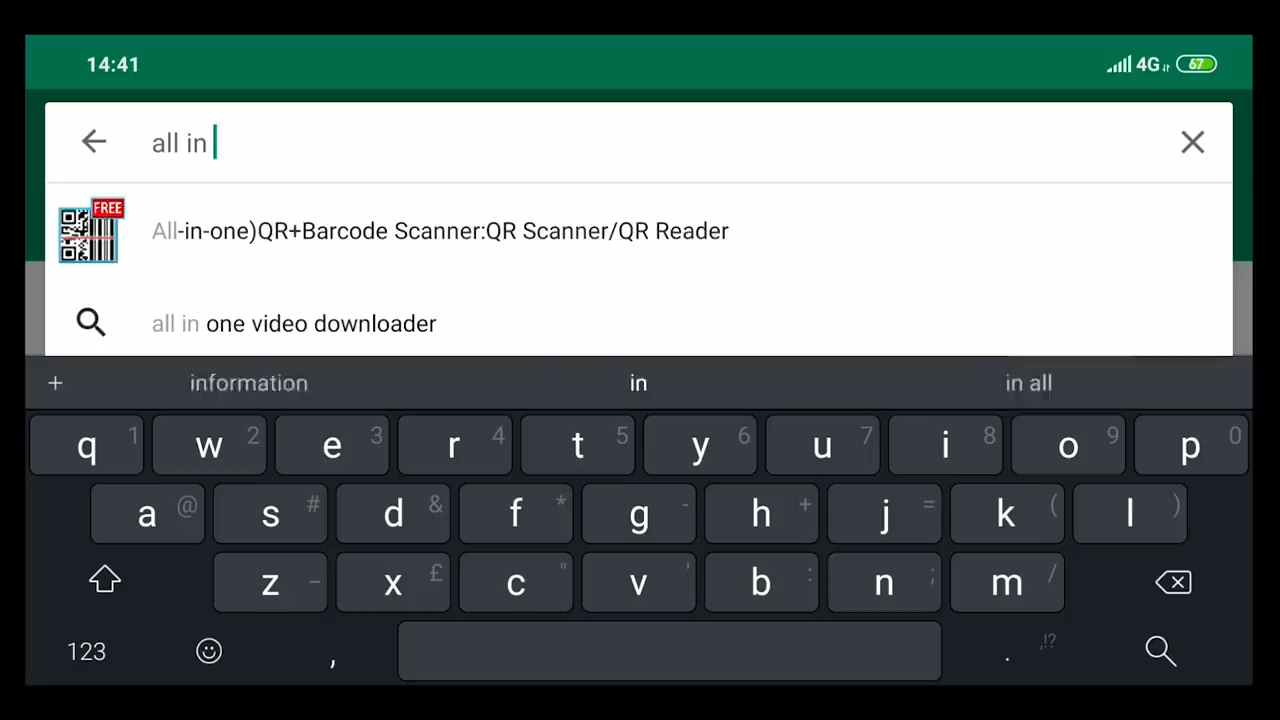 14:41
4G 67
all in
FREE
All-in-one)QR+Barcode Scanner:QR Scanner/QR Reader
all in one video downloader
+ information in in all
q 1 w 2 e 3 r 4 t 5 y 6 u 7 i 8 o 9 p 0
a @ s # d & f * g - h + j = k ( l )
z _ x £ c " v ' b : n ; m /
123 , . ,!?